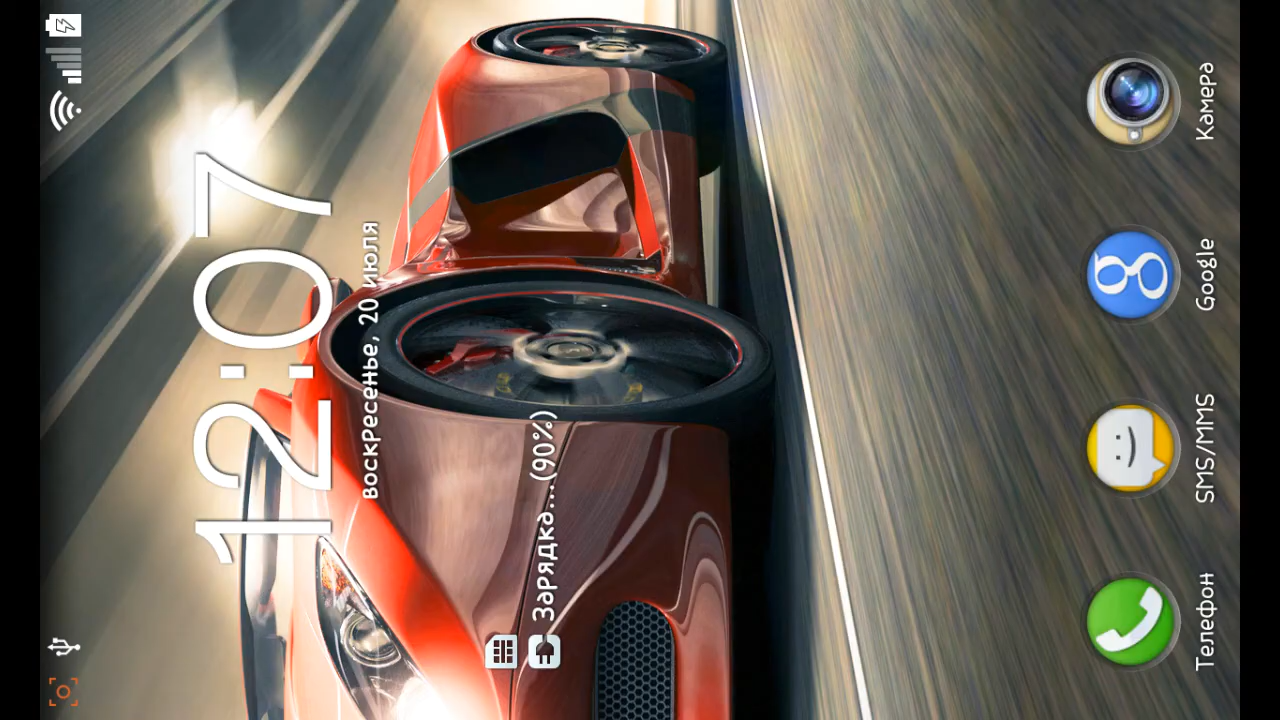 12:07
воскресенье, 20 июля
Зарядка...(90%)
Телефон
SMS/MMS
Google
Камера